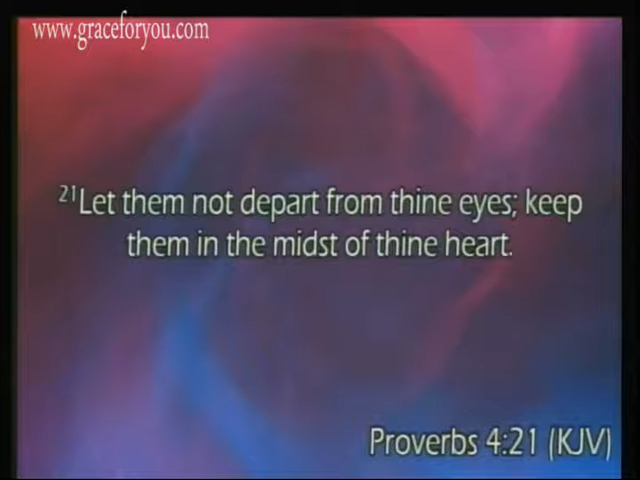 www.graceforyou.com
21Let them not depart from thine eyes; keep
them in the midst of thine heart.
Proverbs 4:21 (KJV)